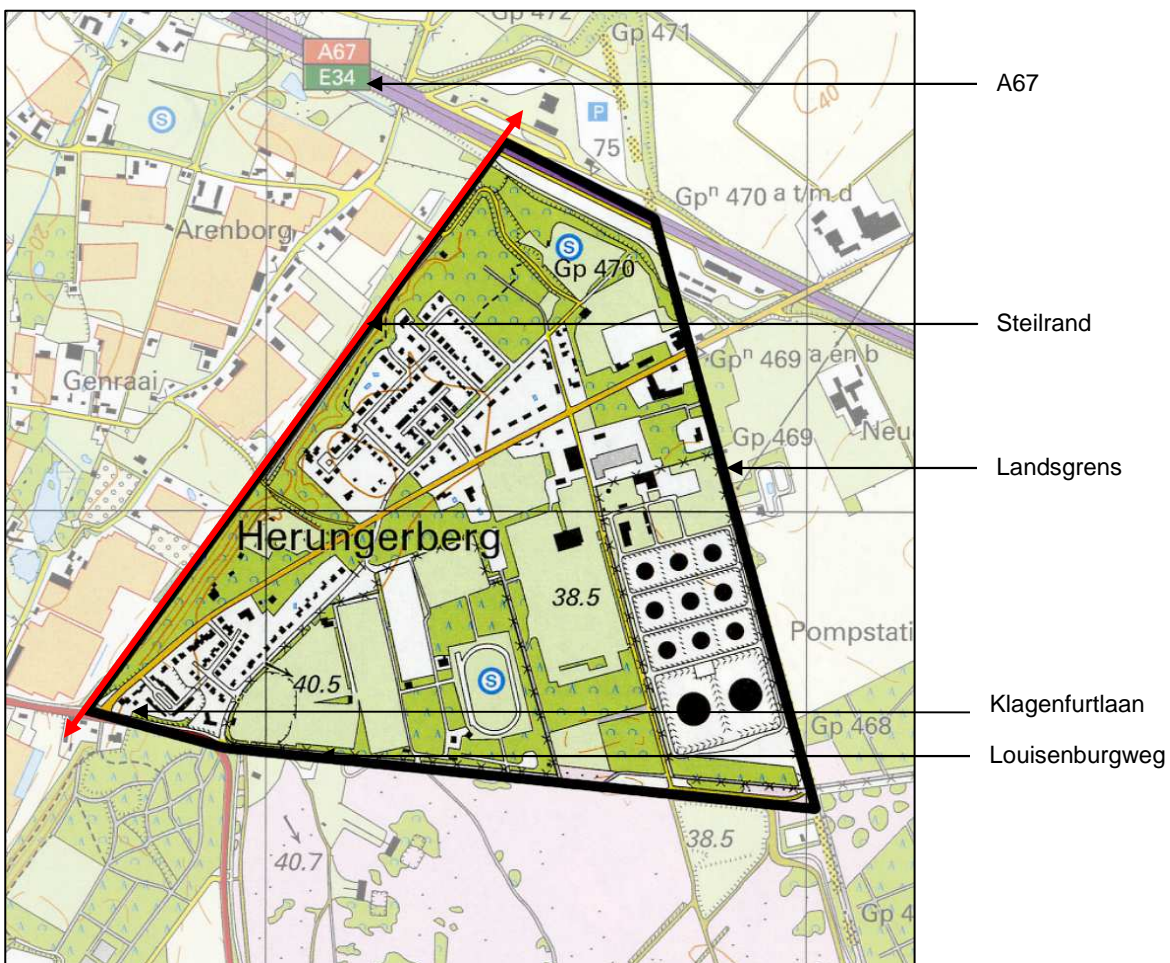 Gp 472
Gp 471
A67
E34
A67
S
P
40
75
Gpⁿ 470 a t/m d
Arenborg
20
S
Gp 470
Steilrand
Gpⁿ 469 a en b
Genraai
Gp 469
Neu
Landsgrens
Herungerberg
38.5
Pompstati
40.5
S
Klagenfurtlaan
Gp 468
Louisenburgweg
40.7
38.5
Gp 4